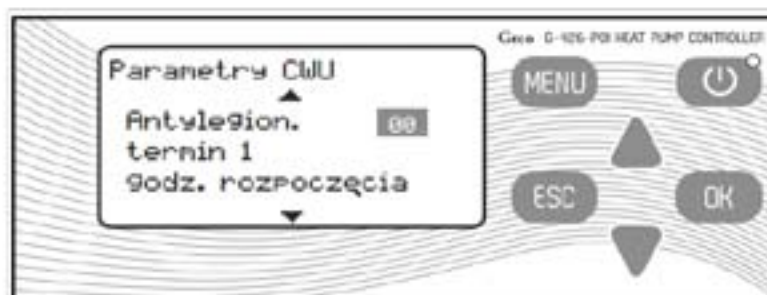 Geco G-426-P01 HEAT PUMP CONTROLLER
Parametry CWU
Antylegion. 00
termin 1
godz. rozpoczęcia
MENU
ESC
OK